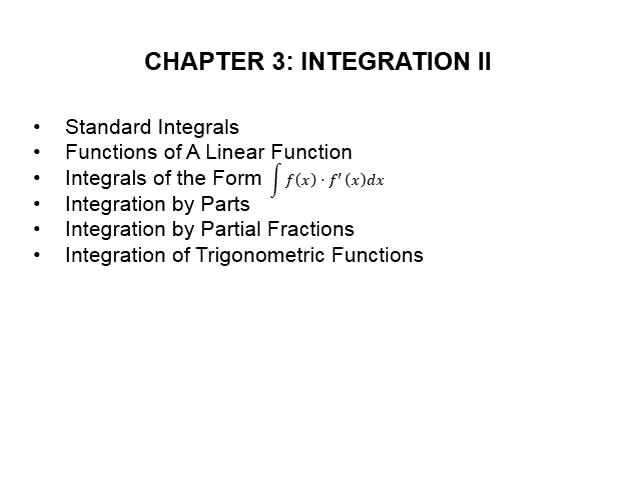 CHAPTER 3: INTEGRATION II
• Standard Integrals
• Functions of A Linear Function
• Integrals of the Form ∫ f(x) · f′(x)dx
• Integration by Parts
• Integration by Partial Fractions
• Integration of Trigonometric Functions